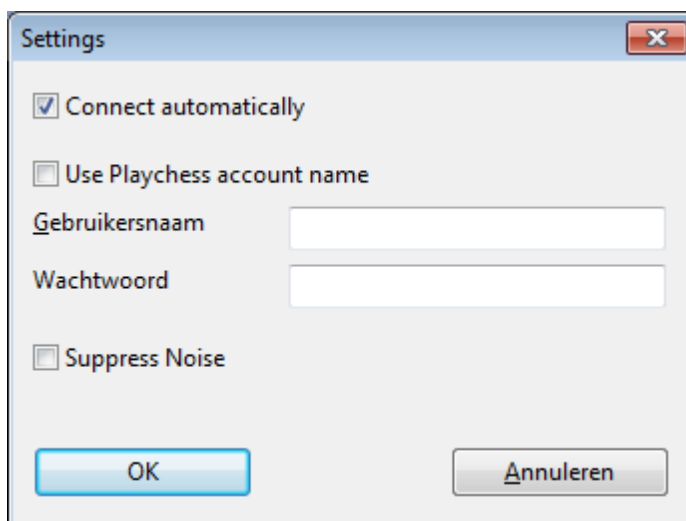 Settings
Connect automatically
Use Playchess account name
Gebruikersnaam
Wachtwoord
Suppress Noise
OK
Annuleren